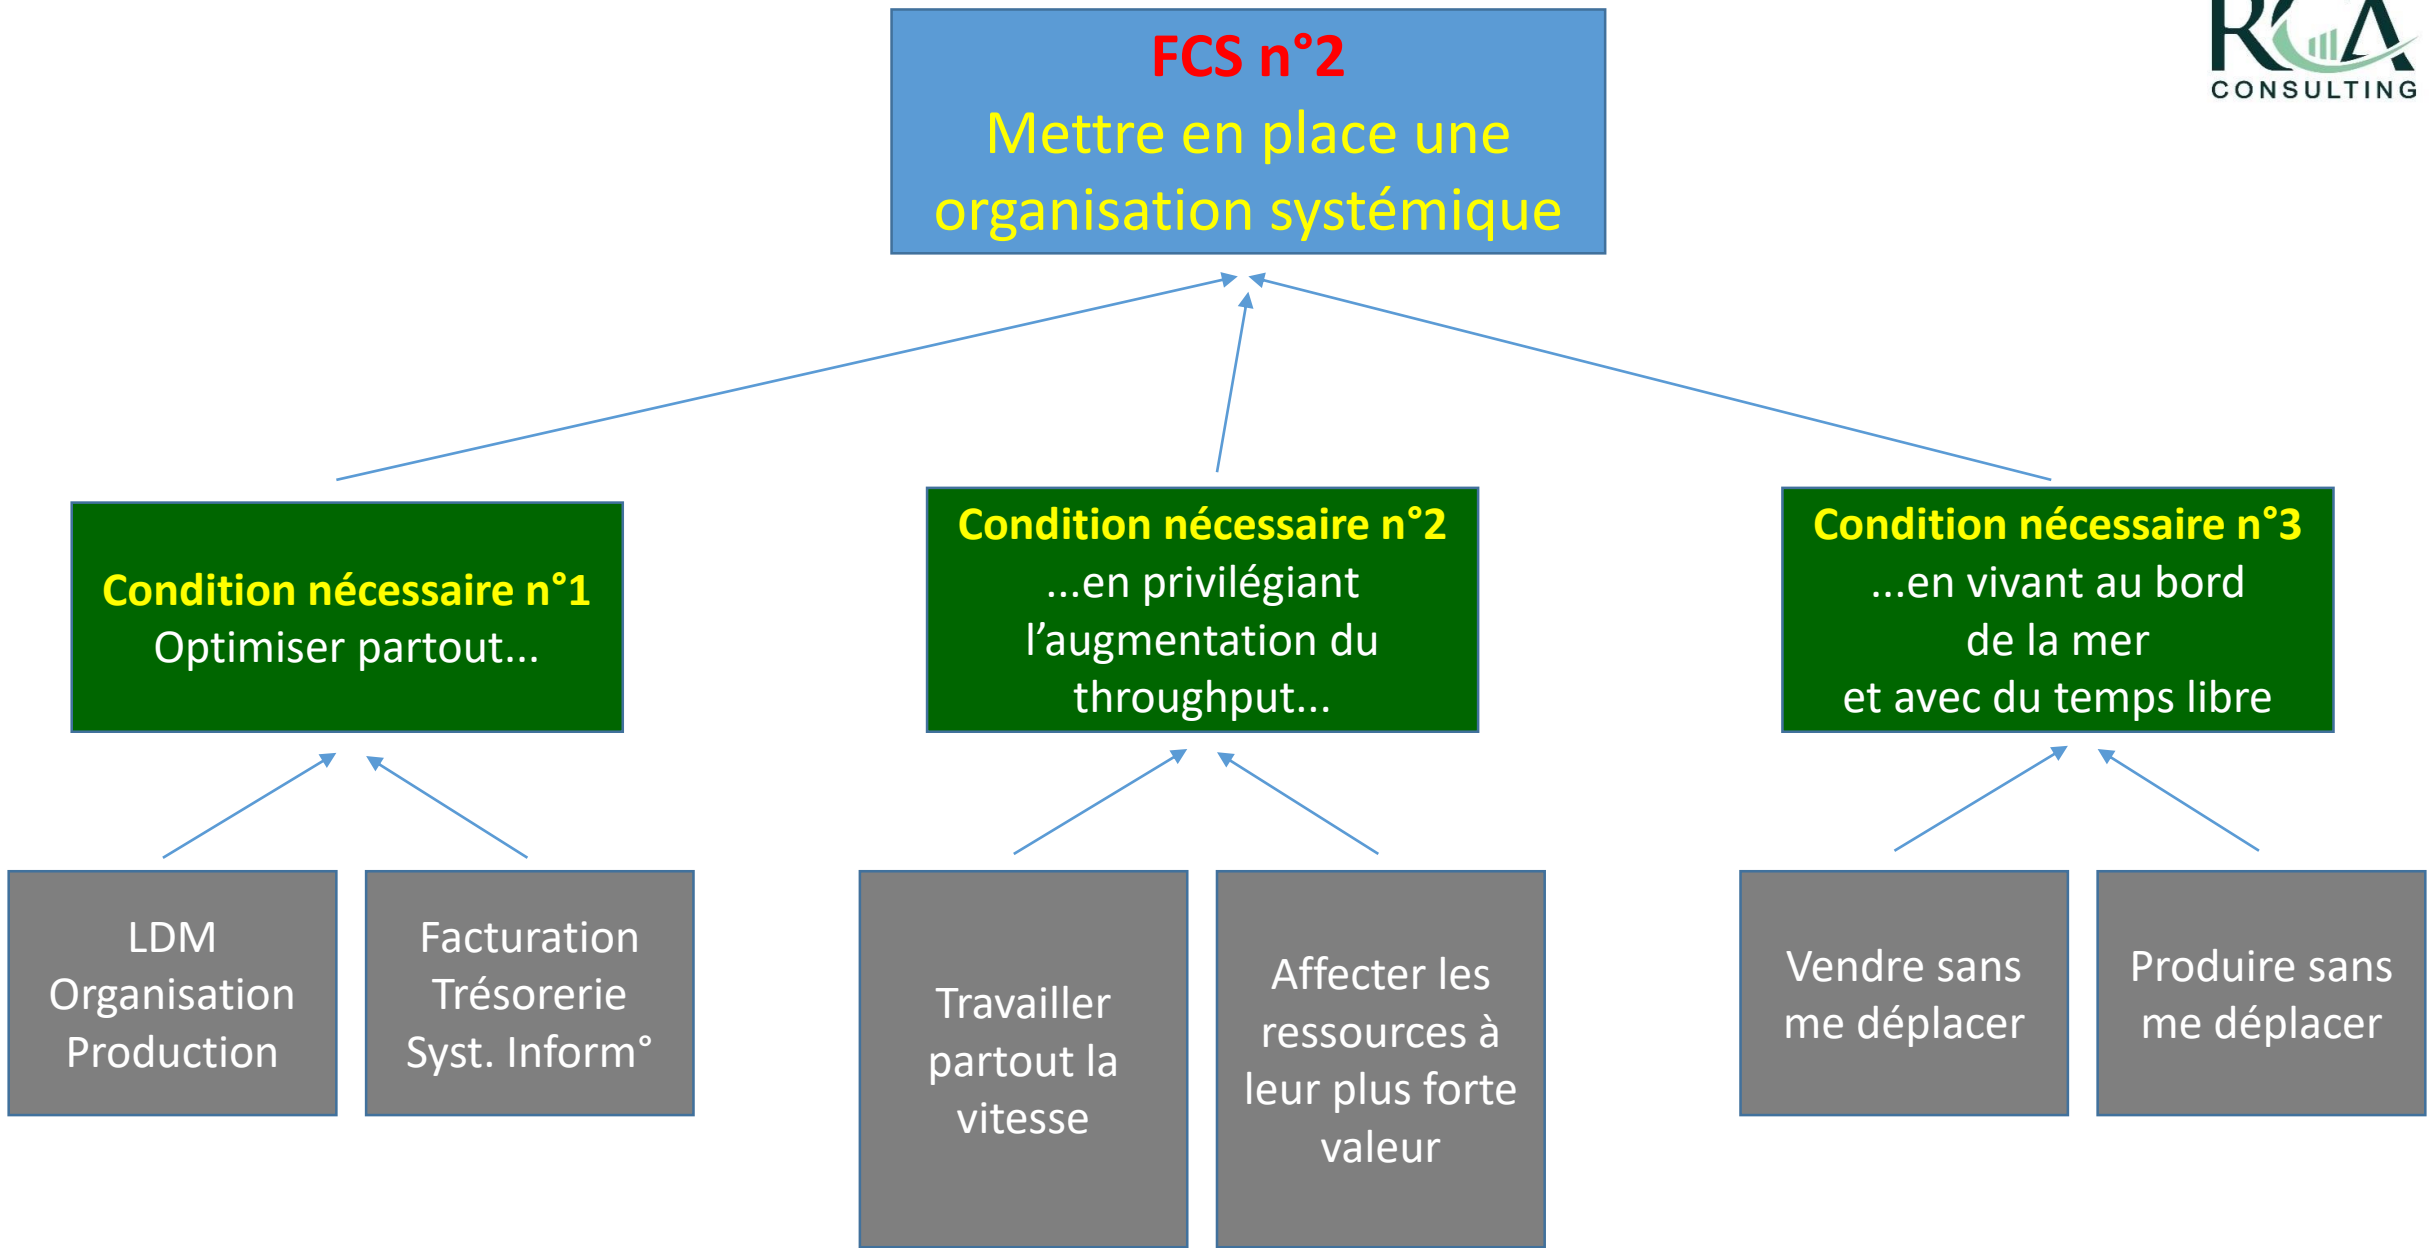 RCA
CONSULTING
FCS n°2
Mettre en place une
organisation systémique
Condition nécessaire n°1
Optimiser partout...
Condition nécessaire n°2
...en privilégiant
l’augmentation du
throughput...
Condition nécessaire n°3
...en vivant au bord
de la mer
et avec du temps libre
LDM
Organisation
Production
Facturation
Trésorerie
Syst. Inform°
Travailler
partout la
vitesse
Affecter les
ressources à
leur plus forte
valeur
Vendre sans
me déplacer
Produire sans
me déplacer